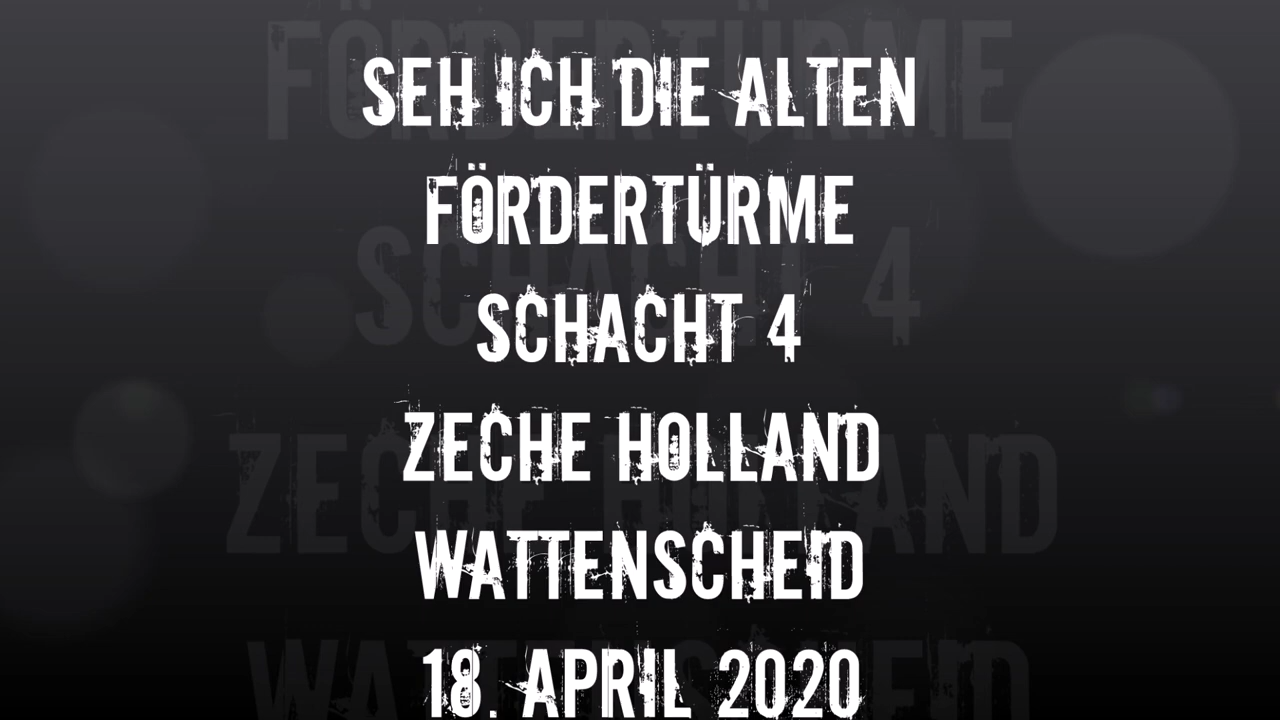 SEH ICH DIE ALTEN
FÖRDERTÜRME
SCHACHT 4
ZECHE HOLLAND
WATTENSCHEID
18. APRIL 2020